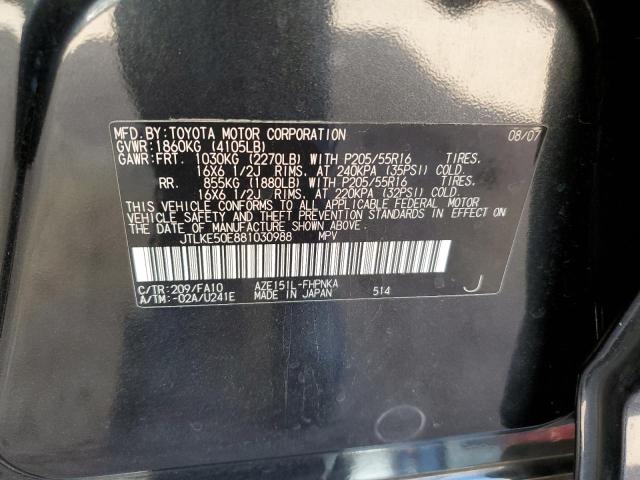 MFD.BY:TOYOTA MOTOR CORPORATION 08/07
GVWR:1860KG (4105LB)
GAWR:FRT. 1030KG (2270LB) WITH P205/55R16 TIRES.
16X6 1/2J RIMS, AT 240KPA (35PSI) COLD
RR. 855KG (1880LB) WITH P205/55R16 TIRES.
16X6 1/2J RIMS, AT 220KPA (32PSI) COLD
THIS VEHICLE CONFORMS TO ALL APPLICABLE FEDERAL MOTOR
VEHICLE SAFETY AND THEFT PREVENTION STANDARDS IN EFFECT ON
THE DATE OF MANUFACTURE SHOWN ABOVE.
JTLKE50E881030988 MPV
C/TR:209/FA10 AZE151L-FHPNKA J
A/TM:-02A/U241E MADE IN JAPAN 514